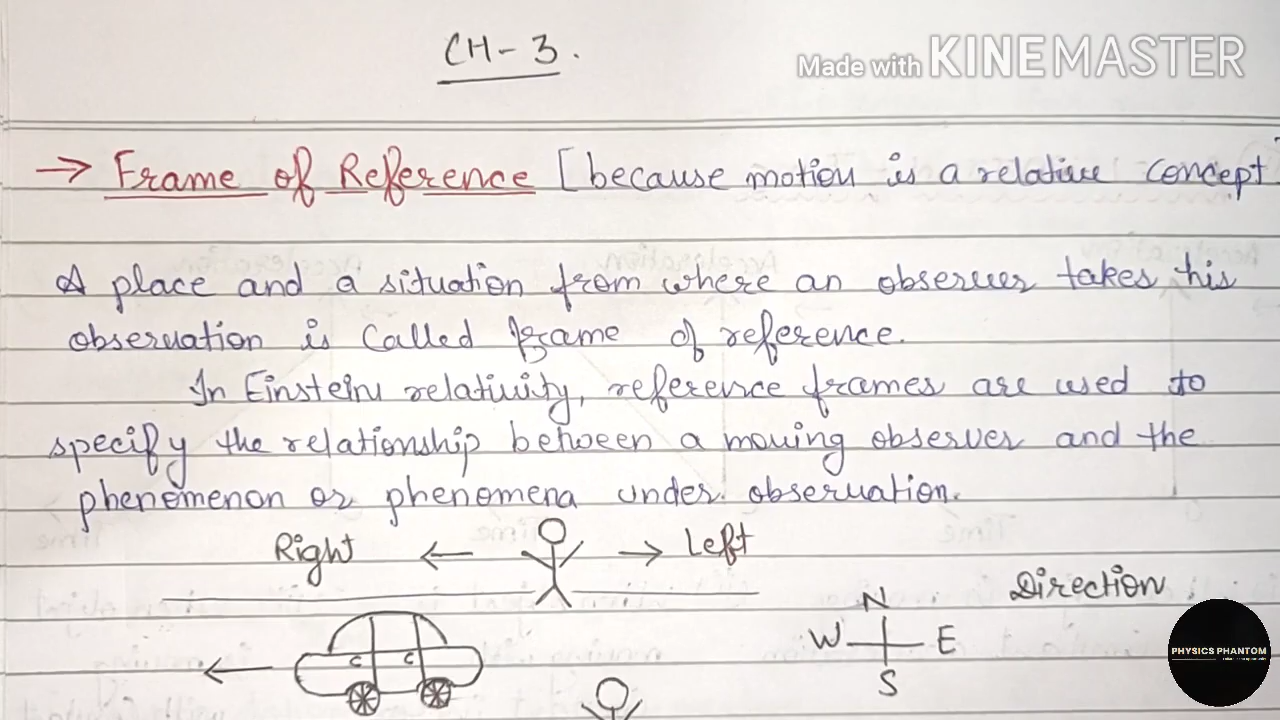 CH-3.
Made with KINEMASTER
→ Frame of Reference [because motion is a relative concept
A place and a situation from where an observer takes his
observation is called frame of reference.
In Einstein relativity, reference frames are used to
specify the relationship between a moving observer and the
phenomenon or phenomena under observation.
Right ← → Left
Direction
N
W E
S
C C
PHYSICS PHANTOM